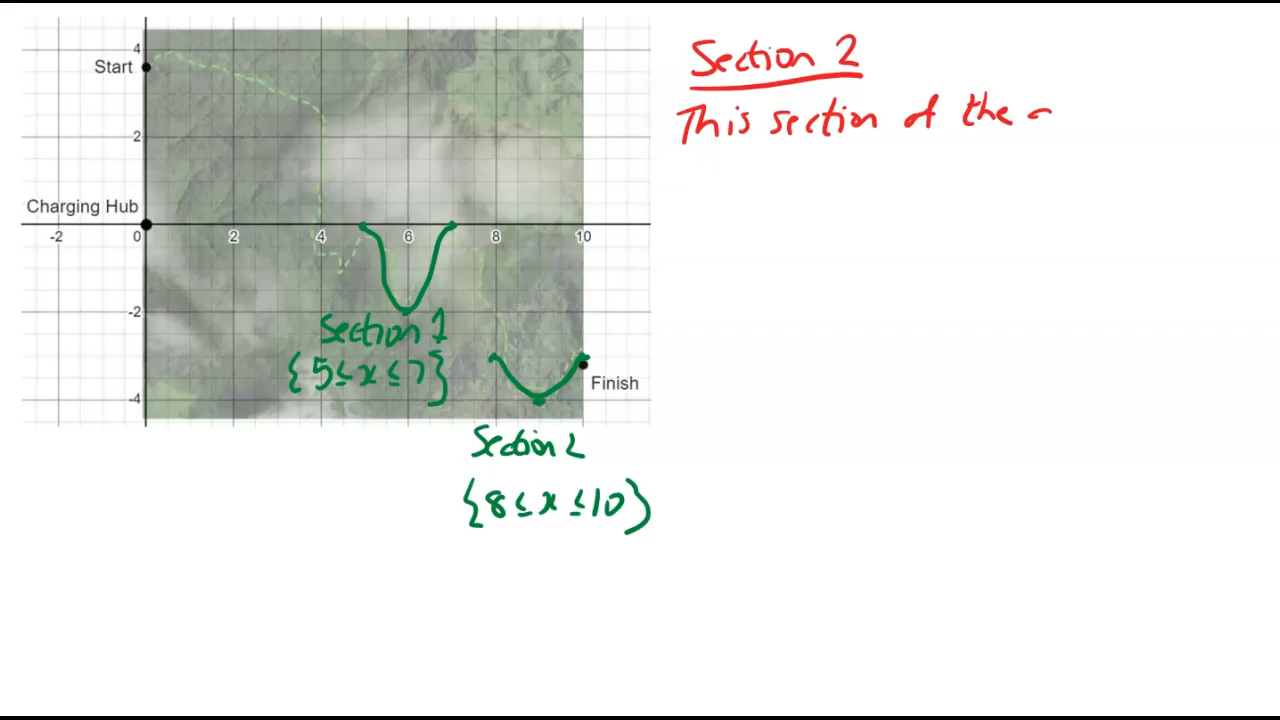 Section 2
This section of the
4
Start
2
Charging Hub
-2 0 2 4 6 8 10
-2
Section 1
{5≤x≤7}
Finish
-4
Section 2
{8≤x≤10}